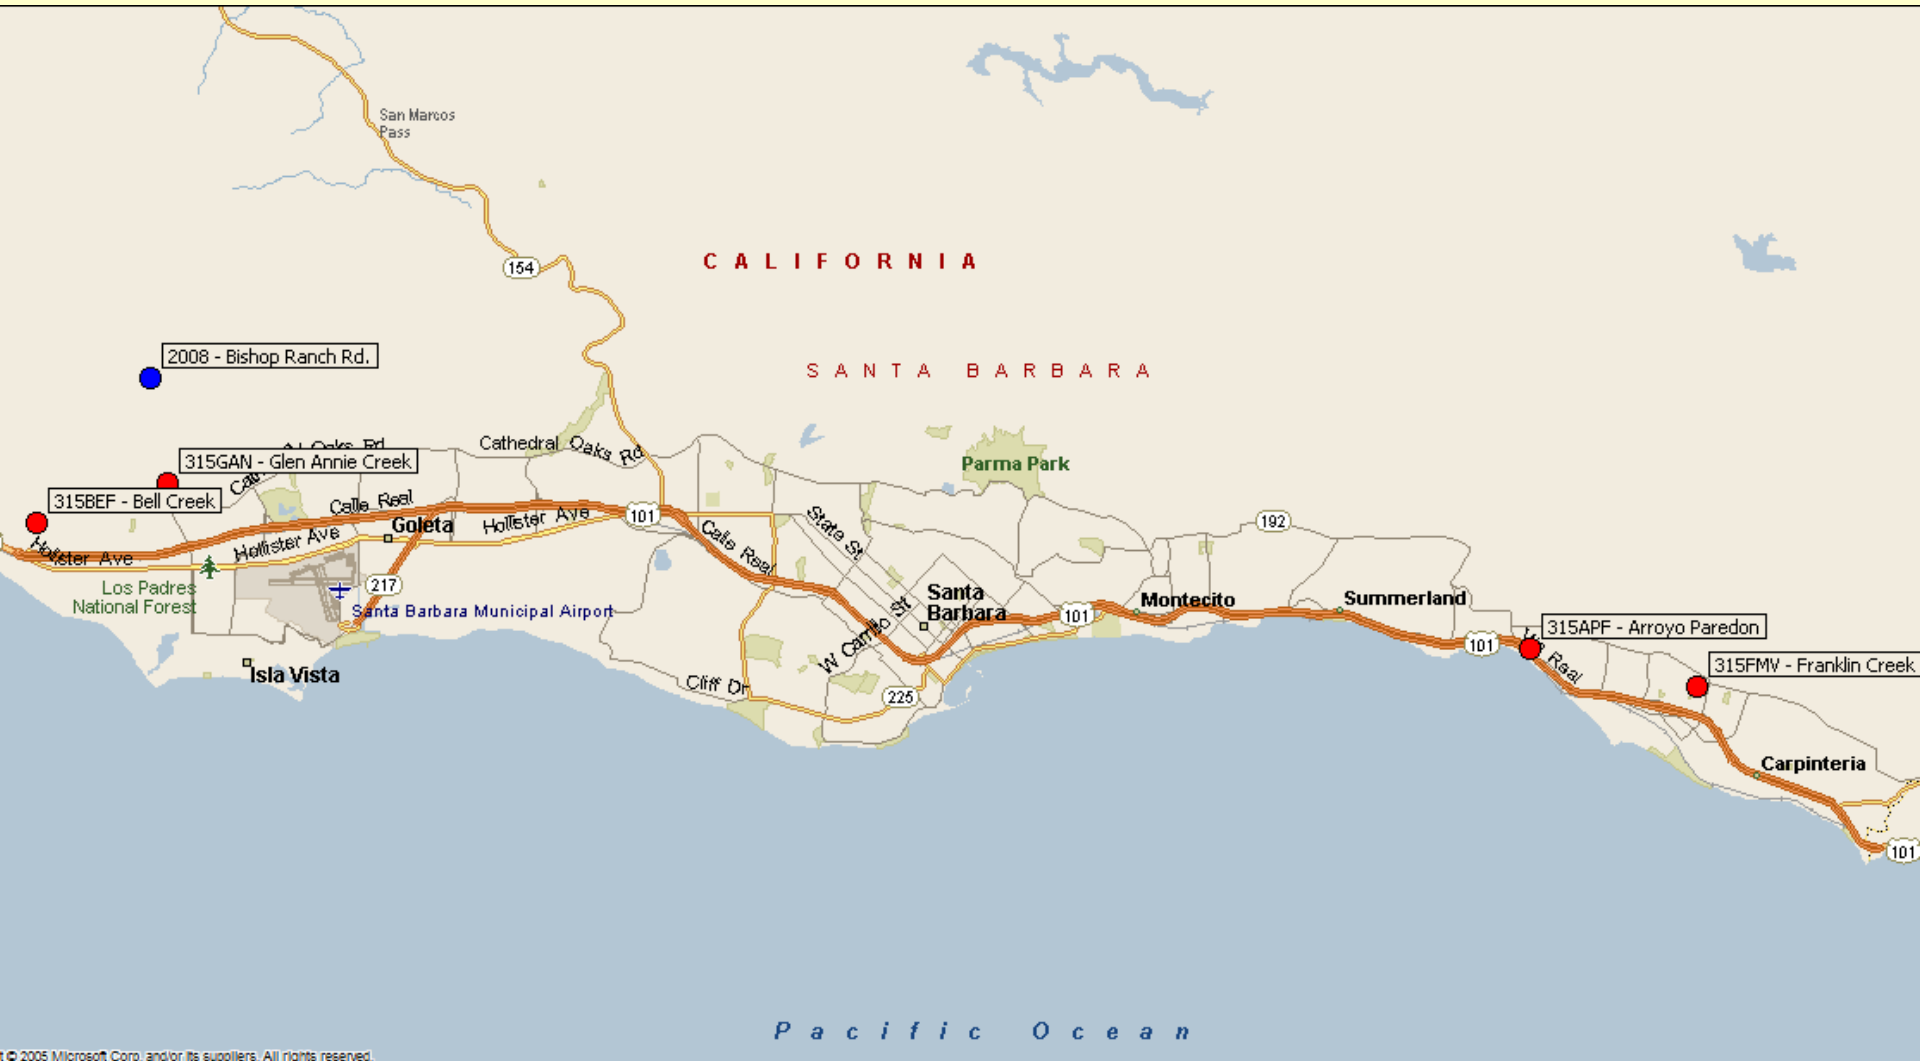 San Marcos
Pass
154
CALIFORNIA
SANTA BARBARA
2008 - Bishop Ranch Rd.
Oaks Rd
Cathedral Oaks Rd
315GAN - Glen Annie Creek
Parma Park
315BEF - Bell Creek
Calle Real
Goleta
Hollister Ave
101
Calle Real
State St
192
Hollister Ave
Hollister Ave
Los Padres
National Forest
217
Santa Barbara Municipal Airport
Santa
Barbara
W Carrillo St
101
Montecito
Summerland
101
315APF - Arroyo Paredon
Real
315FMV - Franklin Creek
Isla Vista
Cliff Dr
225
Carpinteria
101
Pacific Ocean
© 2005 Microsoft Corp. and/or its suppliers. All rights reserved.